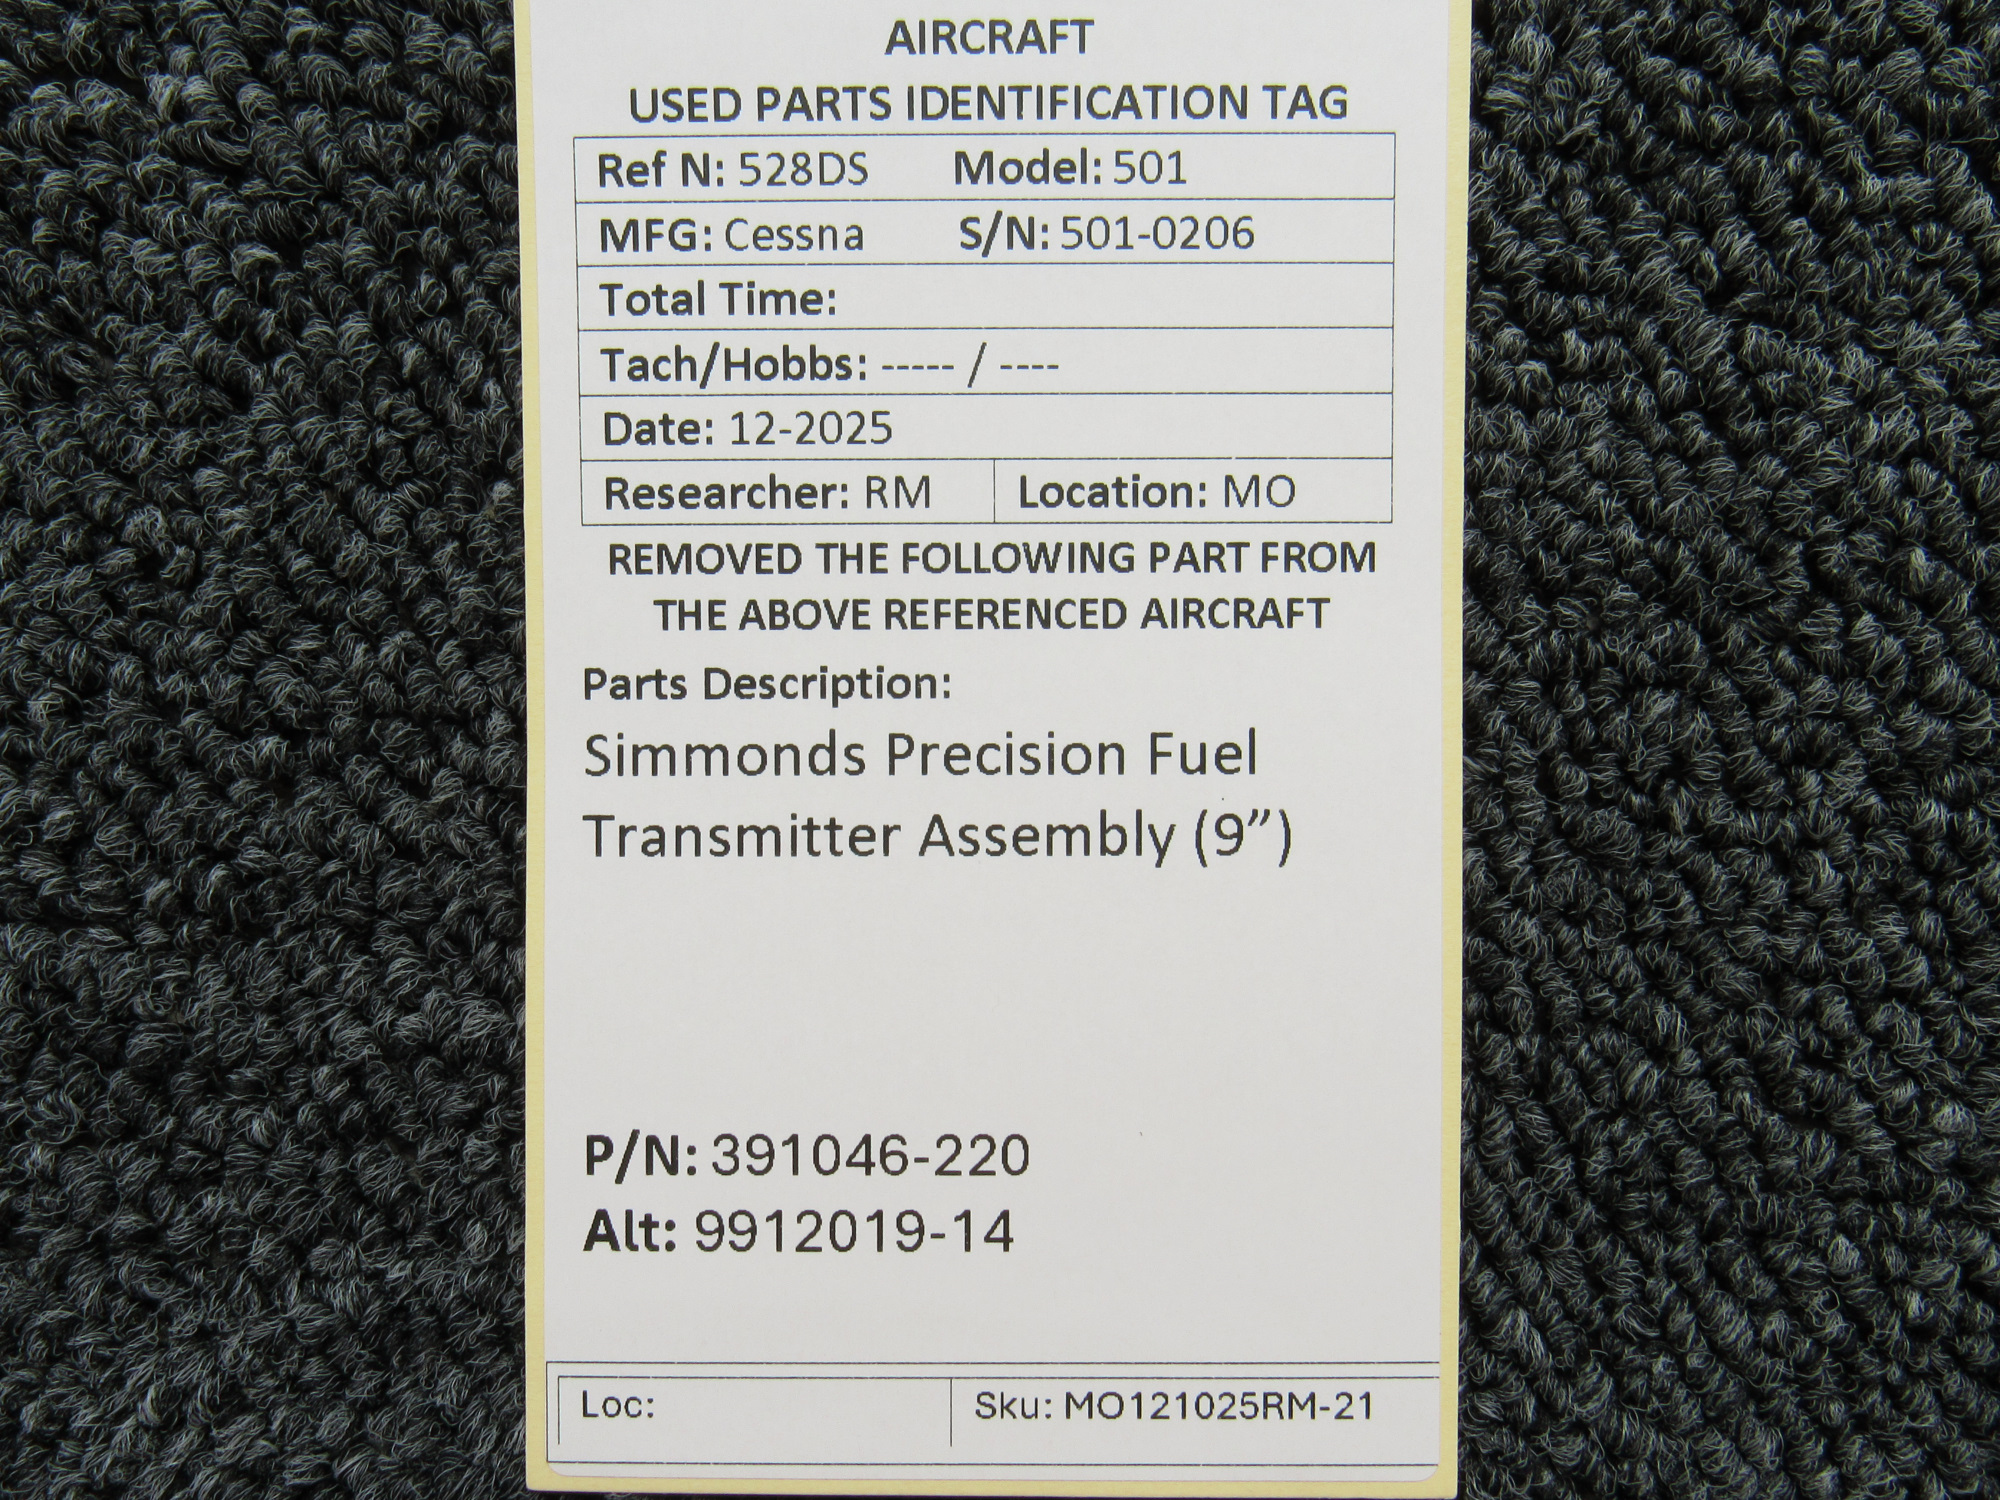 AIRCRAFT
USED PARTS IDENTIFICATION TAG
Ref N: 528DS Model: 501
MFG: Cessna S/N: 501-0206
Total Time:
Tach/Hobbs: ----- / ----
Date: 12-2025
Researcher: RM Location: MO
REMOVED THE FOLLOWING PART FROM
THE ABOVE REFERENCED AIRCRAFT
Parts Description:
Simmonds Precision Fuel
Transmitter Assembly (9”)
P/N: 391046-220
Alt: 9912019-14
Loc: Sku: MO121025RM-21